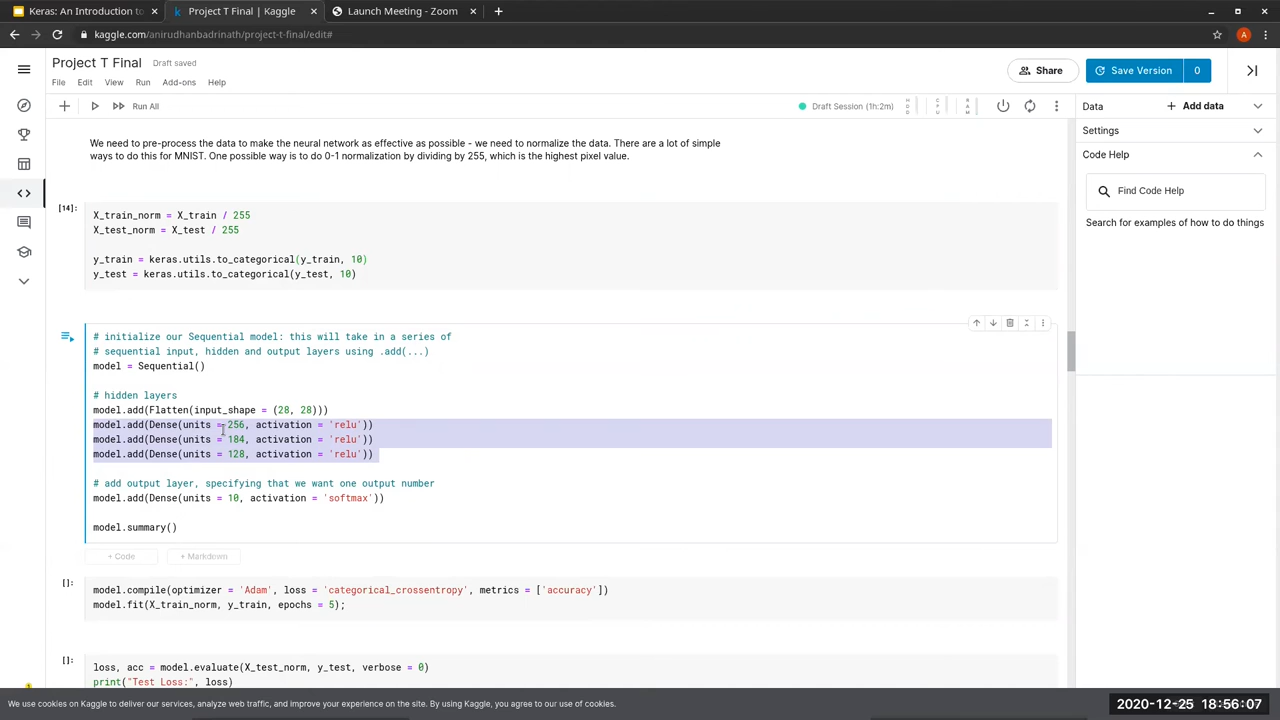 Keras: An Introduction to
Project T Final | Kaggle
Launch Meeting - Zoom
kaggle.com/anirudhanbadrinath/project-t-final/edit#
A
Project T Final
Draft saved
File Edit View Run Add-ons Help
Share
Save Version 0
Run All
Draft Session (1h:2m)
HDD
CPU
RAM
Data
Add data
Settings
Code Help
Find Code Help
Search for examples of how to do things
We need to pre-process the data to make the neural network as effective as possible - we need to normalize the data. There are a lot of simple
ways to do this for MNIST. One possible way is to do 0-1 normalization by dividing by 255, which is the highest pixel value.
[14]:
X_train_norm = X_train / 255
X_test_norm = X_test / 255
y_train = keras.utils.to_categorical(y_train, 10)
y_test = keras.utils.to_categorical(y_test, 10)
# initialize our Sequential model: this will take in a series of
# sequential input, hidden and output layers using .add(...)
model = Sequential()
# hidden layers
model.add(Flatten(input_shape = (28, 28)))
model.add(Dense(units = 256, activation = 'relu'))
model.add(Dense(units = 184, activation = 'relu'))
model.add(Dense(units = 128, activation = 'relu'))
# add output layer, specifying that we want one output number
model.add(Dense(units = 10, activation = 'softmax'))
model.summary()
+ Code
+ Markdown
[]:
model.compile(optimizer = 'Adam', loss = 'categorical_crossentropy', metrics = ['accuracy'])
model.fit(X_train_norm, y_train, epochs = 5);
[]:
loss, acc = model.evaluate(X_test_norm, y_test, verbose = 0)
print("Test Loss:", loss)
We use cookies on Kaggle to deliver our services, analyze web traffic, and improve your experience on the site. By using Kaggle, you agree to our use of cookies.
2020-12-25 18:56:07